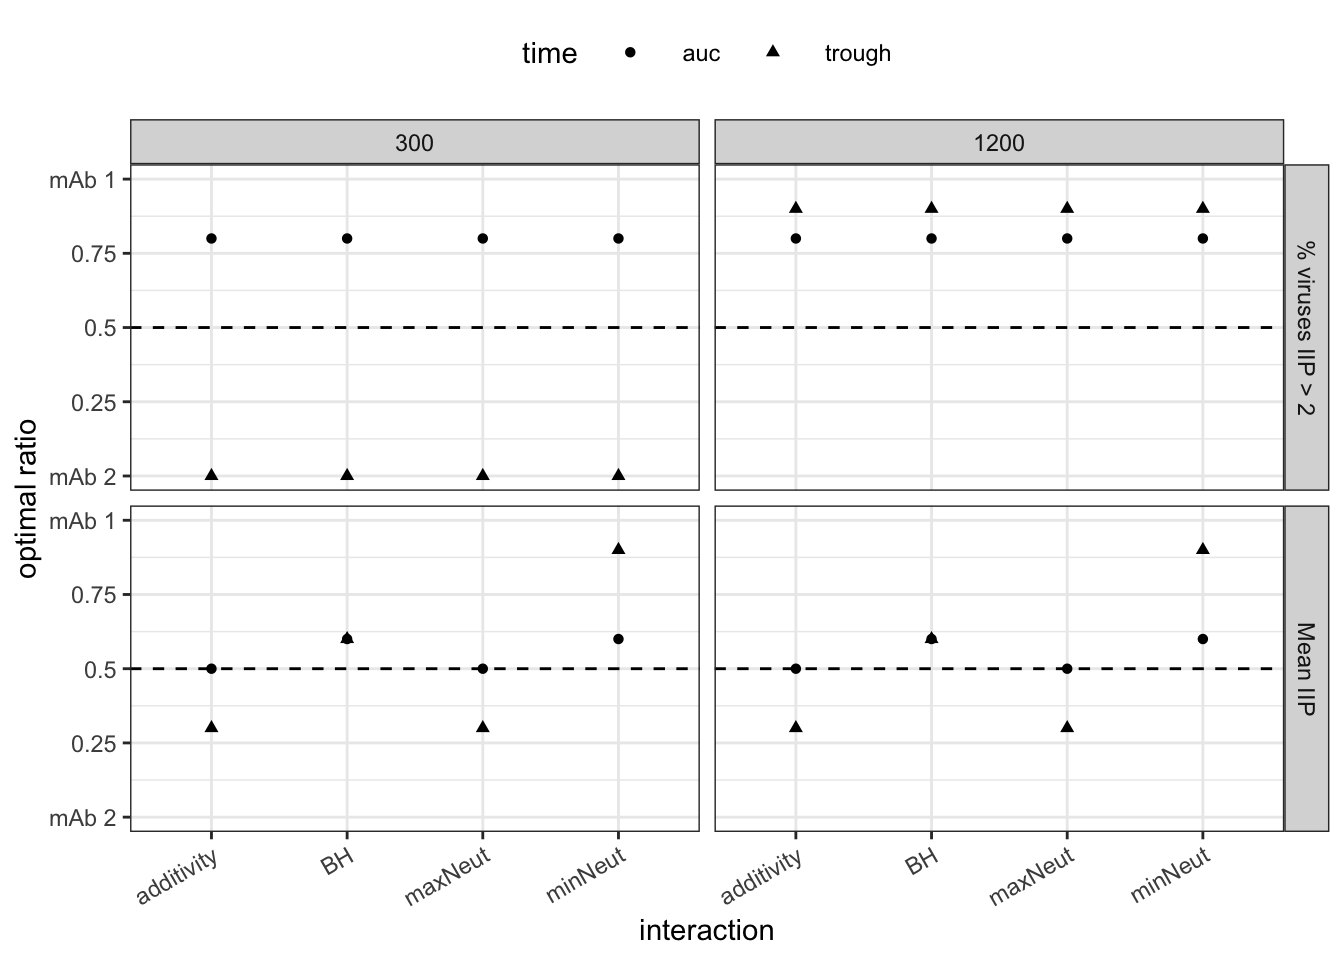 time auc trough
300 1200
mAb 1
0.75
0.5
0.25
mAb 2
% viruses IIP > 2
mAb 1
0.75
0.5
0.25
mAb 2
Mean IIP
optimal ratio
additivity BH maxNeut minNeut additivity BH maxNeut minNeut
interaction